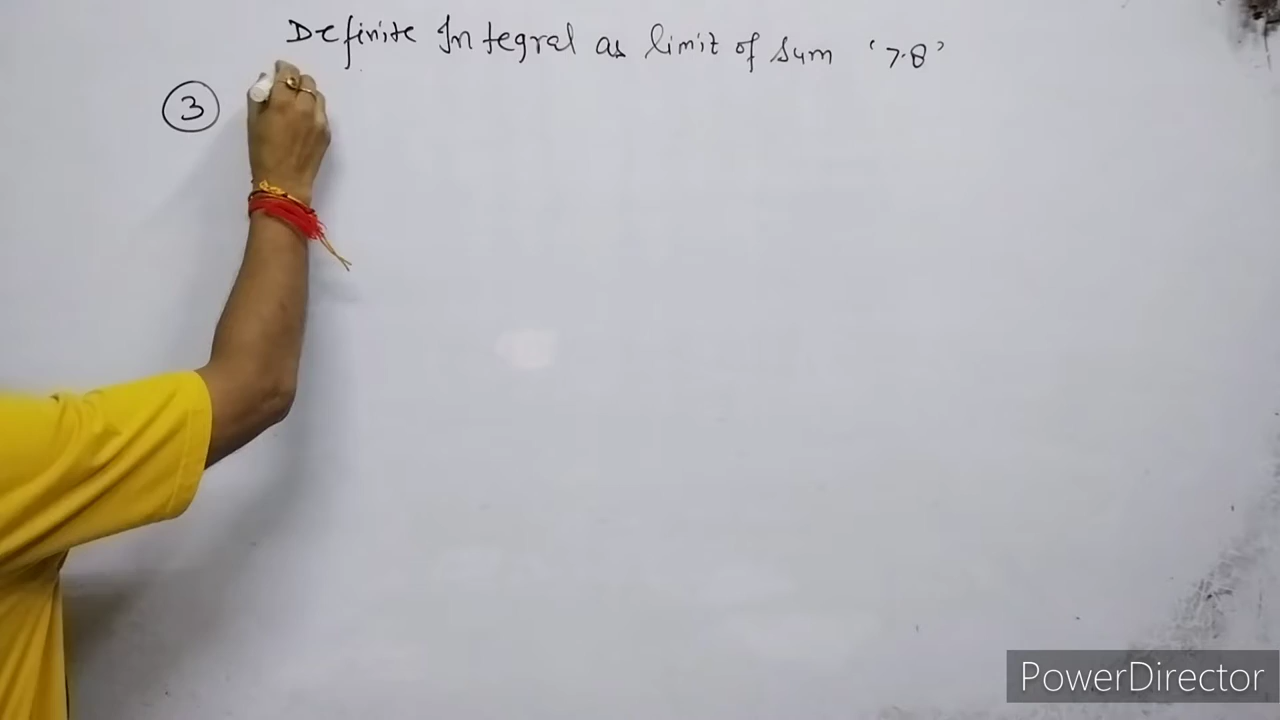 Definite Integral as limit of sum '7.8'
3
PowerDirector